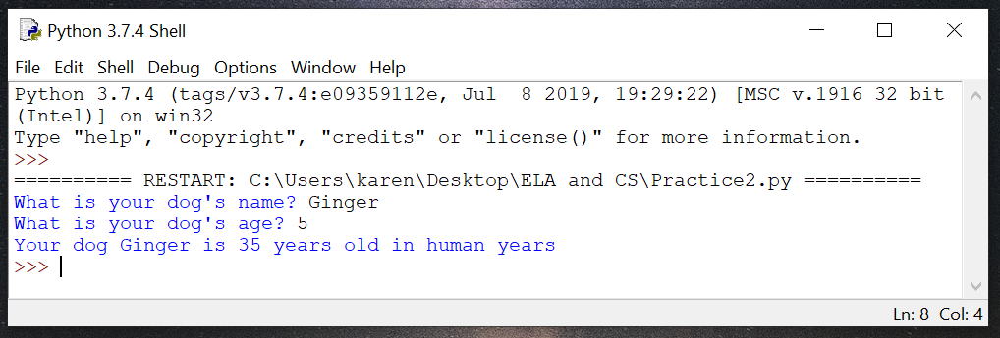 Python 3.7.4 Shell
File Edit Shell Debug Options Window Help
Python 3.7.4 (tags/v3.7.4:e09359112e, Jul  8 2019, 19:29:22) [MSC v.1916 32 bit
(Intel)] on win32
Type "help", "copyright", "credits" or "license()" for more information.
>>>
========== RESTART: C:\Users\karen\Desktop\ELA and CS\Practice2.py ==========
What is your dog's name? Ginger
What is your dog's age? 5
Your dog Ginger is 35 years old in human years
>>>
Ln: 8 Col: 4